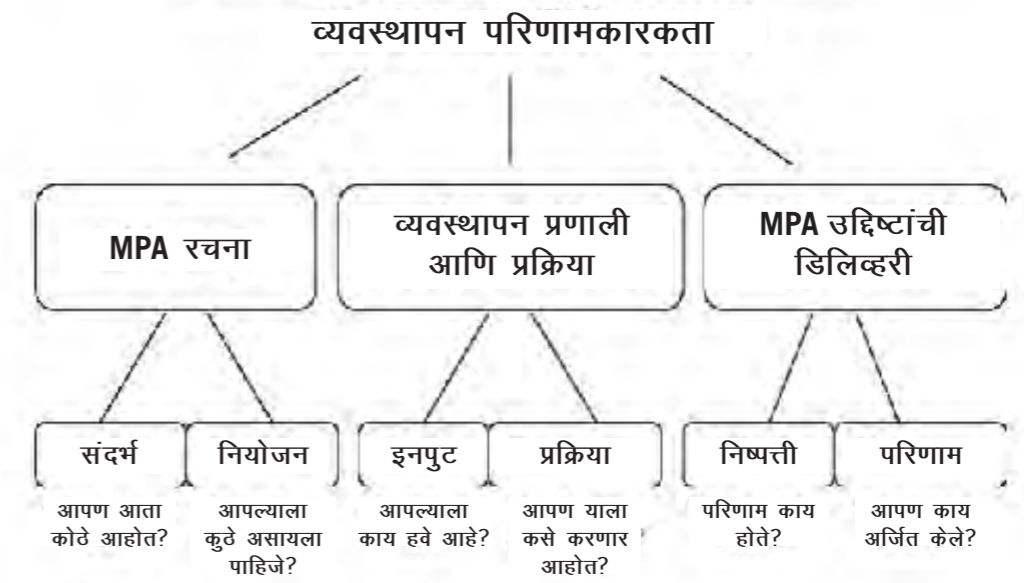 व्यवस्थापन परिणामकारकता
MPA रचना
व्यवस्थापन प्रणाली
आणि प्रक्रिया
MPA उद्दिष्टांची
डिलिव्हरी
संदर्भ
नियोजन
इनपुट
प्रक्रिया
निष्पत्ती
परिणाम
आपण आता
कोठे आहोत?
आपल्याला
कुठे असायला
पाहिजे?
आपल्याला
काय हवे आहे?
आपण याला
कसे करणार
आहोत?
परिणाम काय
होते?
आपण काय
अर्जित केले?